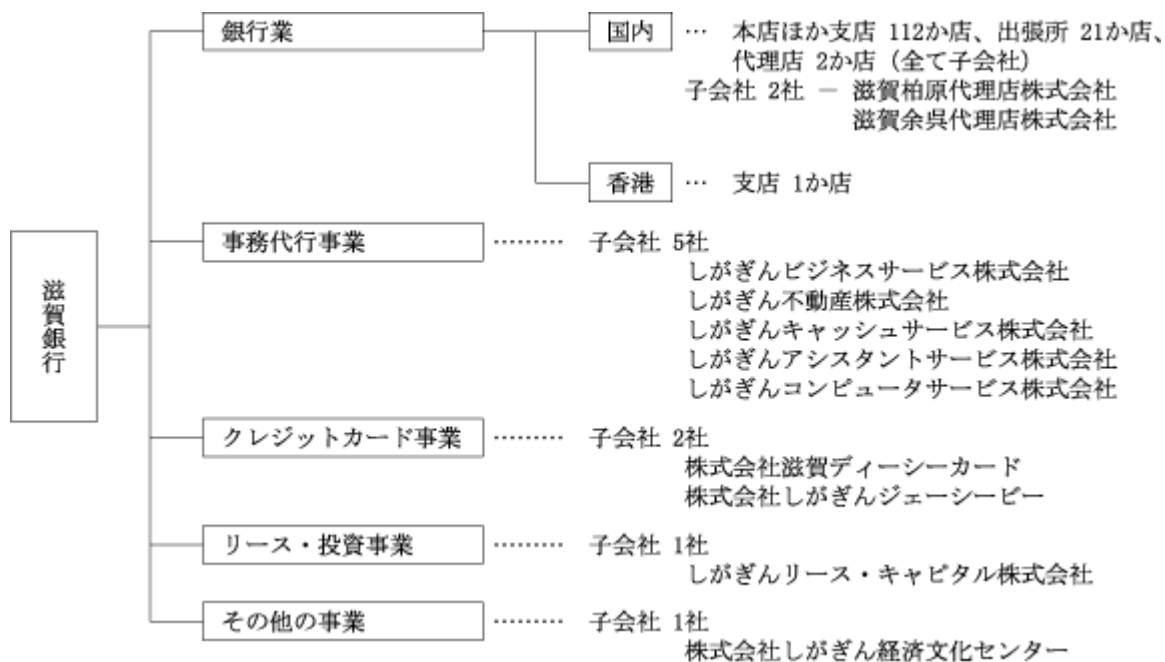 滋賀銀行
銀行業
国内 … 本店ほか支店 112か店、出張所 21か店、
代理店 2か店（全て子会社）
子会社 2社 － 滋賀柏原代理店株式会社
滋賀余呉代理店株式会社
香港 … 支店 1か店
事務代行事業 ……… 子会社 5社
しがぎんビジネスサービス株式会社
しがぎん不動産株式会社
しがぎんキャッシュサービス株式会社
しがぎんアシスタントサービス株式会社
しがぎんコンピュータサービス株式会社
クレジットカード事業 ……… 子会社 2社
株式会社滋賀ディーシーカード
株式会社しがぎんジェーシービー
リース・投資事業 ……… 子会社 1社
しがぎんリース・キャピタル株式会社
その他の事業 ……… 子会社 1社
株式会社しがぎん経済文化センター